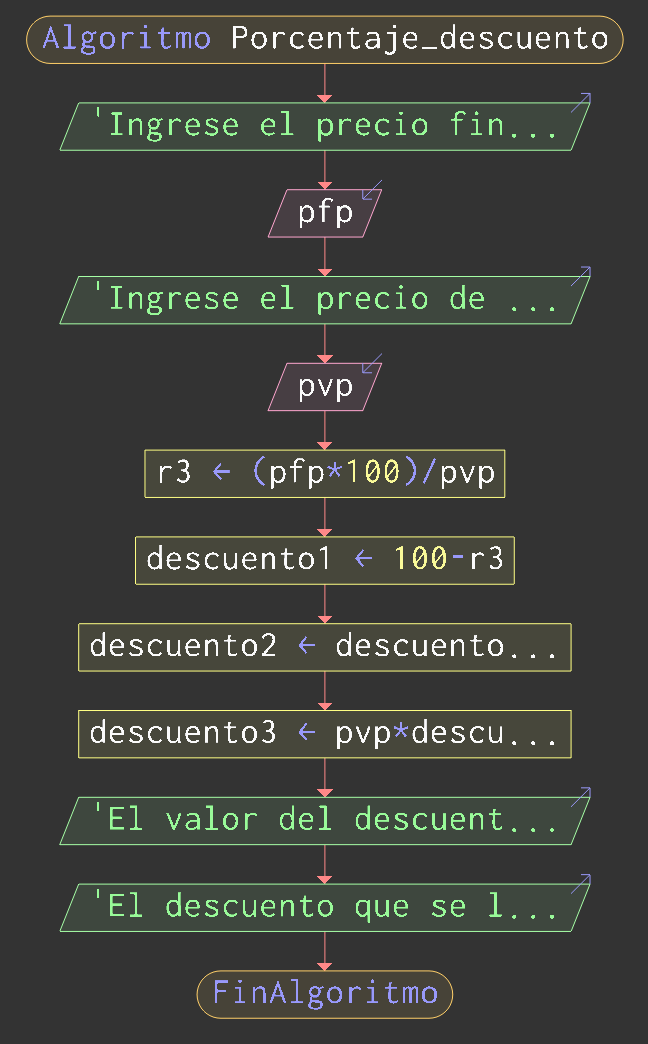 Algoritmo Porcentaje_descuento
'Ingrese el precio fin...
pfp
'Ingrese el precio de ...
pvp
r3 ← (pfp*100)/pvp
descuento1 ← 100-r3
descuento2 ← descuento...
descuento3 ← pvp*descu...
'El valor del descuent...
'El descuento que se l...
FinAlgoritmo